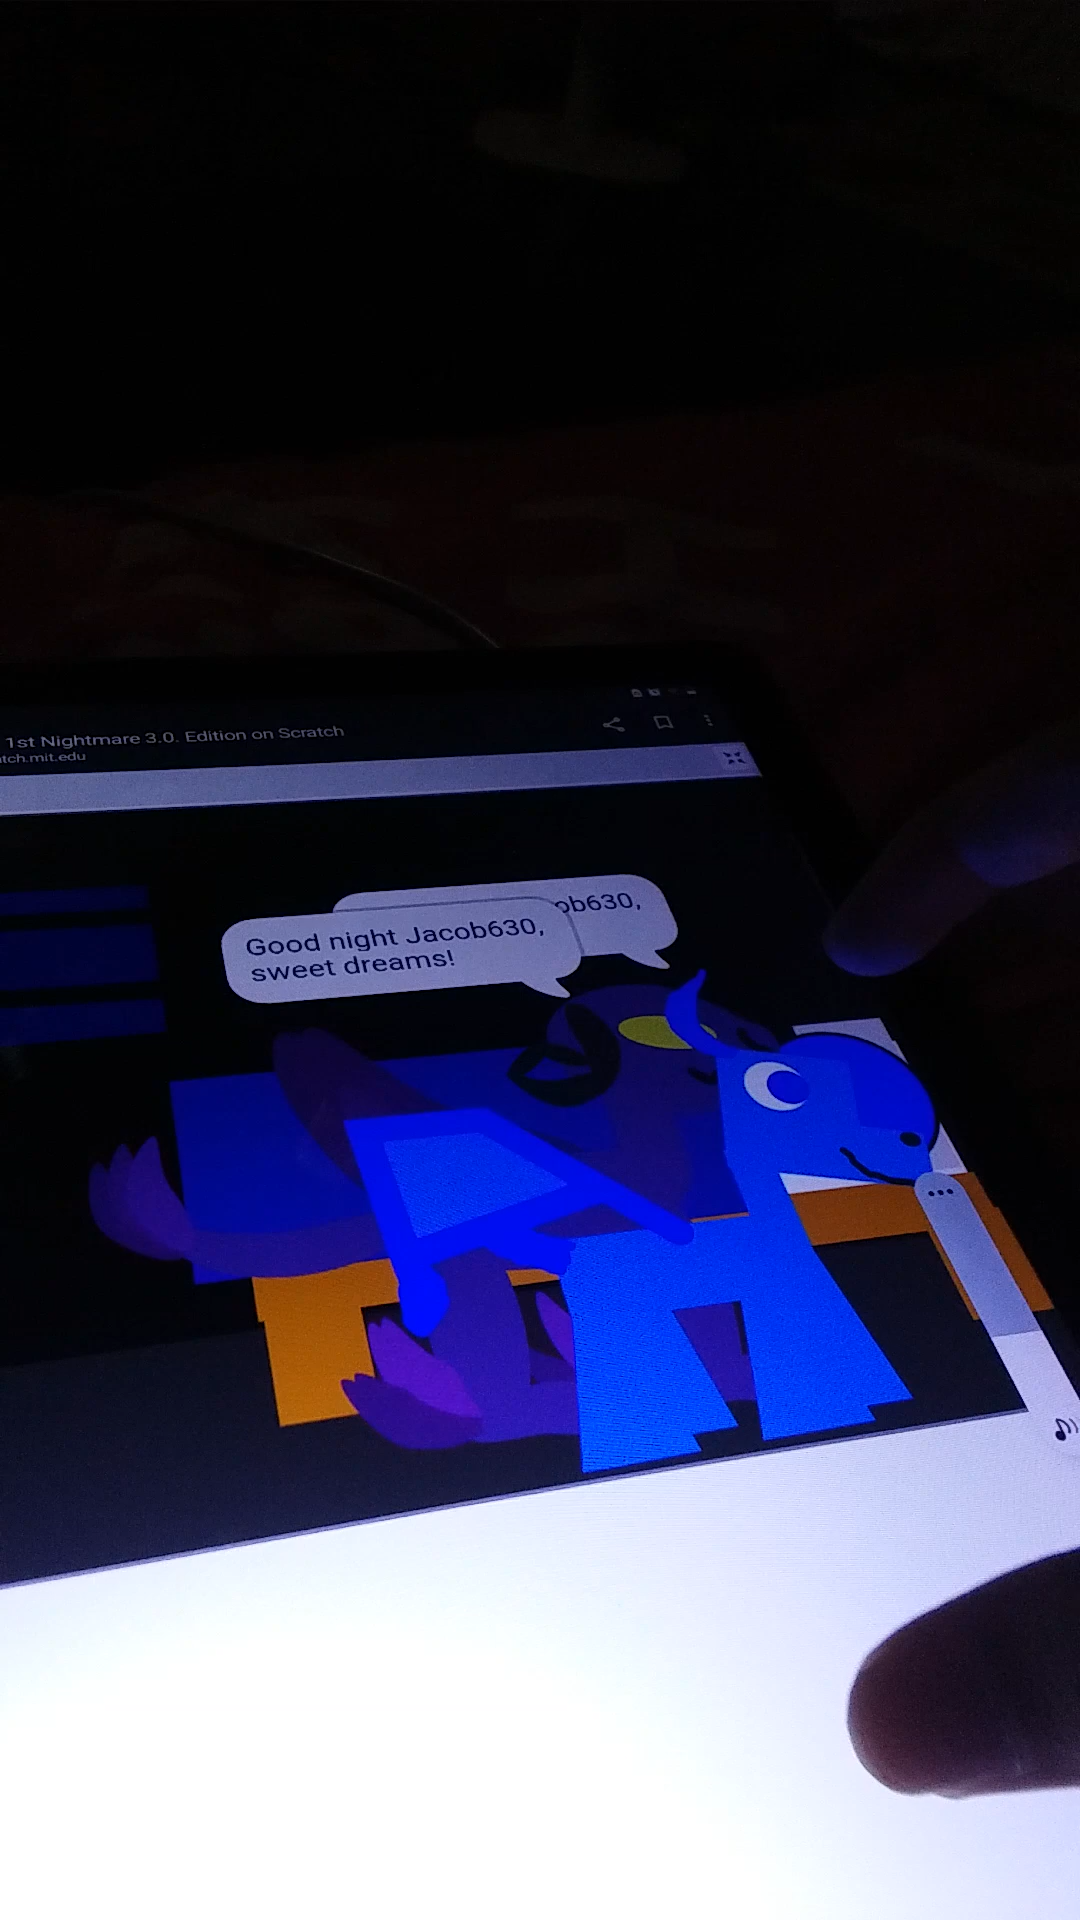 1st Nightmare 3.0. Edition on Scratch
tch.mit.edu
ob630,
Good night Jacob630,
sweet dreams!